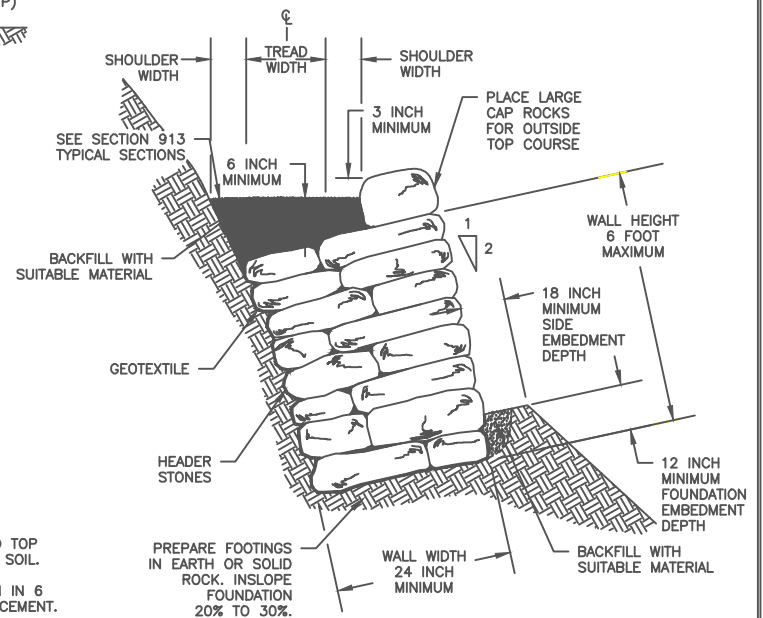 P)
℄
SHOULDER
WIDTH
TREAD
WIDTH
SHOULDER
WIDTH
3 INCH
MINIMUM
PLACE LARGE
CAP ROCKS
FOR OUTSIDE
TOP COURSE
SEE SECTION 913
TYPICAL SECTIONS
6 INCH
MINIMUM
1
2
WALL HEIGHT
6 FOOT
MAXIMUM
BACKFILL WITH
SUITABLE MATERIAL
18 INCH
MINIMUM
SIDE
EMBEDMENT
DEPTH
GEOTEXTILE
HEADER
STONES
12 INCH
MINIMUM
FOUNDATION
EMBEDMENT
DEPTH
TOP
SOIL.
IN 6
CEMENT.
PREPARE FOOTINGS
IN EARTH OR SOLID
ROCK. INSLOPE
FOUNDATION
20% TO 30%.
WALL WIDTH
24 INCH
MINIMUM
BACKFILL WITH
SUITABLE MATERIAL